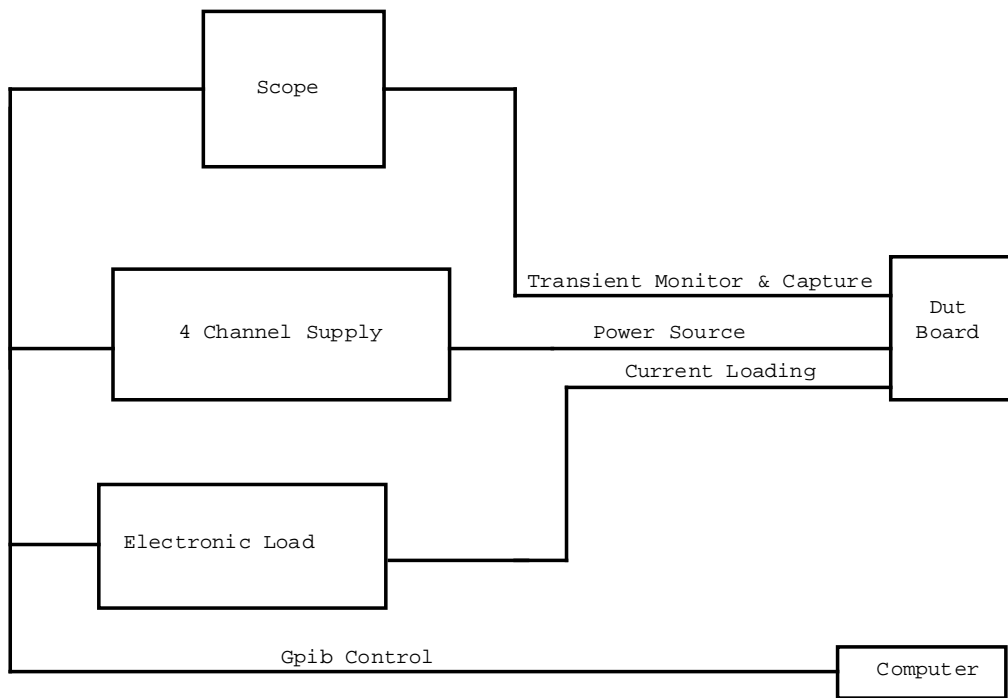 Scope
Transient Monitor & Capture
4 Channel Supply
Power Source
Dut
Board
Current Loading
Electronic Load
Gpib Control
Computer